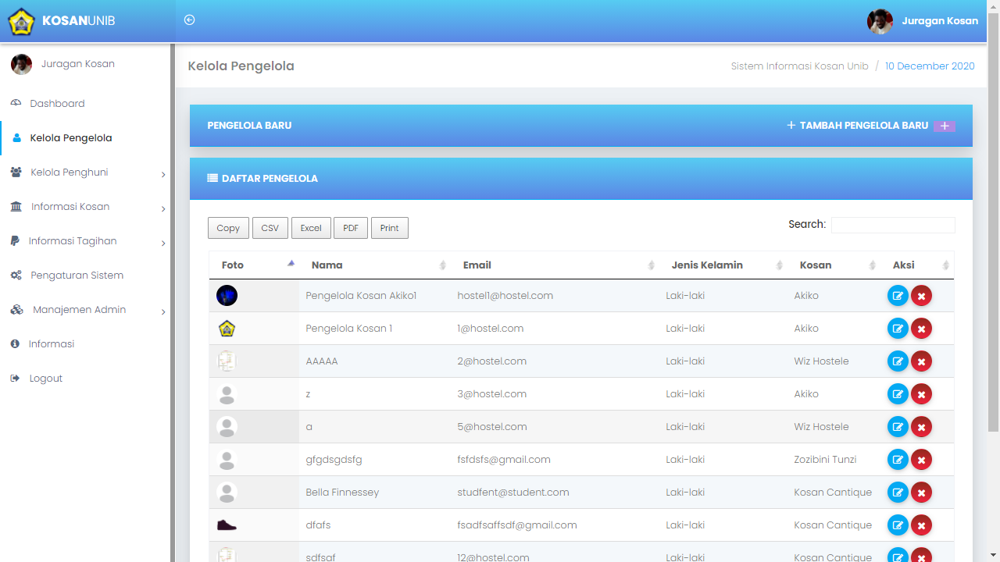 KOSANUNIB
Juragan Kosan
Juragan Kosan
Dashboard
Kelola Pengelola
Kelola Penghuni
Informasi Kosan
Informasi Tagihan
Pengaturan Sistem
Manajemen Admin
Informasi
Logout
Kelola Pengelola
Sistem Informasi Kosan Unib / 10 December 2020
PENGELOLA BARU
+ TAMBAH PENGELOLA BARU +
DAFTAR PENGELOLA
Copy CSV Excel PDF Print
Search:
Foto Nama Email Jenis Kelamin Kosan Aksi
Pengelola Kosan Akiko1 hostel1@hostel.com Laki-laki Akiko
Pengelola Kosan 1 1@hostel.com Laki-laki Akiko
AAAAA 2@hostel.com Laki-laki Wiz Hostele
z 3@hostel.com Laki-laki Akiko
a 5@hostel.com Laki-laki Wiz Hostele
gfgdsgdsfg fsfdsfs@gmail.com Laki-laki Zozibini Tunzi
Bella Finnessey studfent@student.com Laki-laki Kosan Cantique
dfafs fsadfsaffsdf@gmail.com Laki-laki Kosan Cantique
sdfsaf 12@hostel.com Laki-laki Kosan Cantique